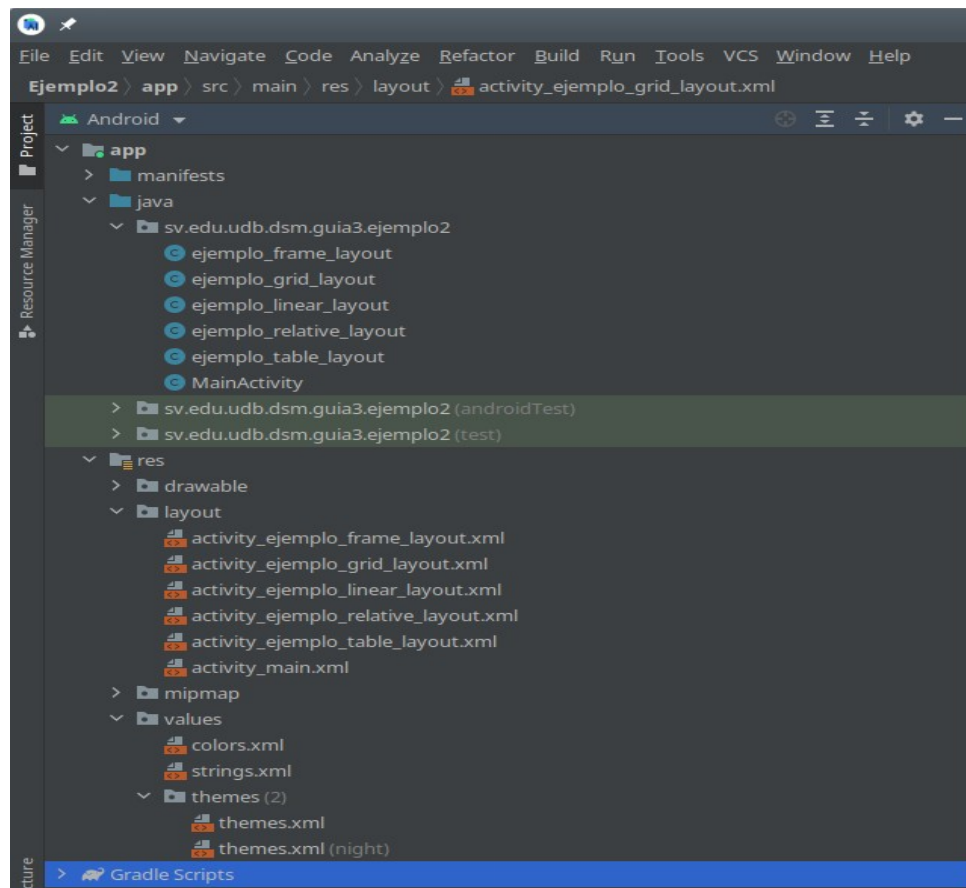 File Edit View Navigate Code Analyze Refactor Build Run Tools VCS Window Help
Ejemplo2 〉 app 〉 src 〉 main 〉 res 〉 layout 〉 activity_ejemplo_grid_layout.xml
Project
Resource Manager
Android
app
manifests
java
sv.edu.udb.dsm.guia3.ejemplo2
ejemplo_frame_layout
ejemplo_grid_layout
ejemplo_linear_layout
ejemplo_relative_layout
ejemplo_table_layout
MainActivity
sv.edu.udb.dsm.guia3.ejemplo2 (androidTest)
sv.edu.udb.dsm.guia3.ejemplo2 (test)
res
drawable
layout
activity_ejemplo_frame_layout.xml
activity_ejemplo_grid_layout.xml
activity_ejemplo_linear_layout.xml
activity_ejemplo_relative_layout.xml
activity_ejemplo_table_layout.xml
activity_main.xml
mipmap
values
colors.xml
strings.xml
themes (2)
themes.xml
themes.xml (night)
Gradle Scripts